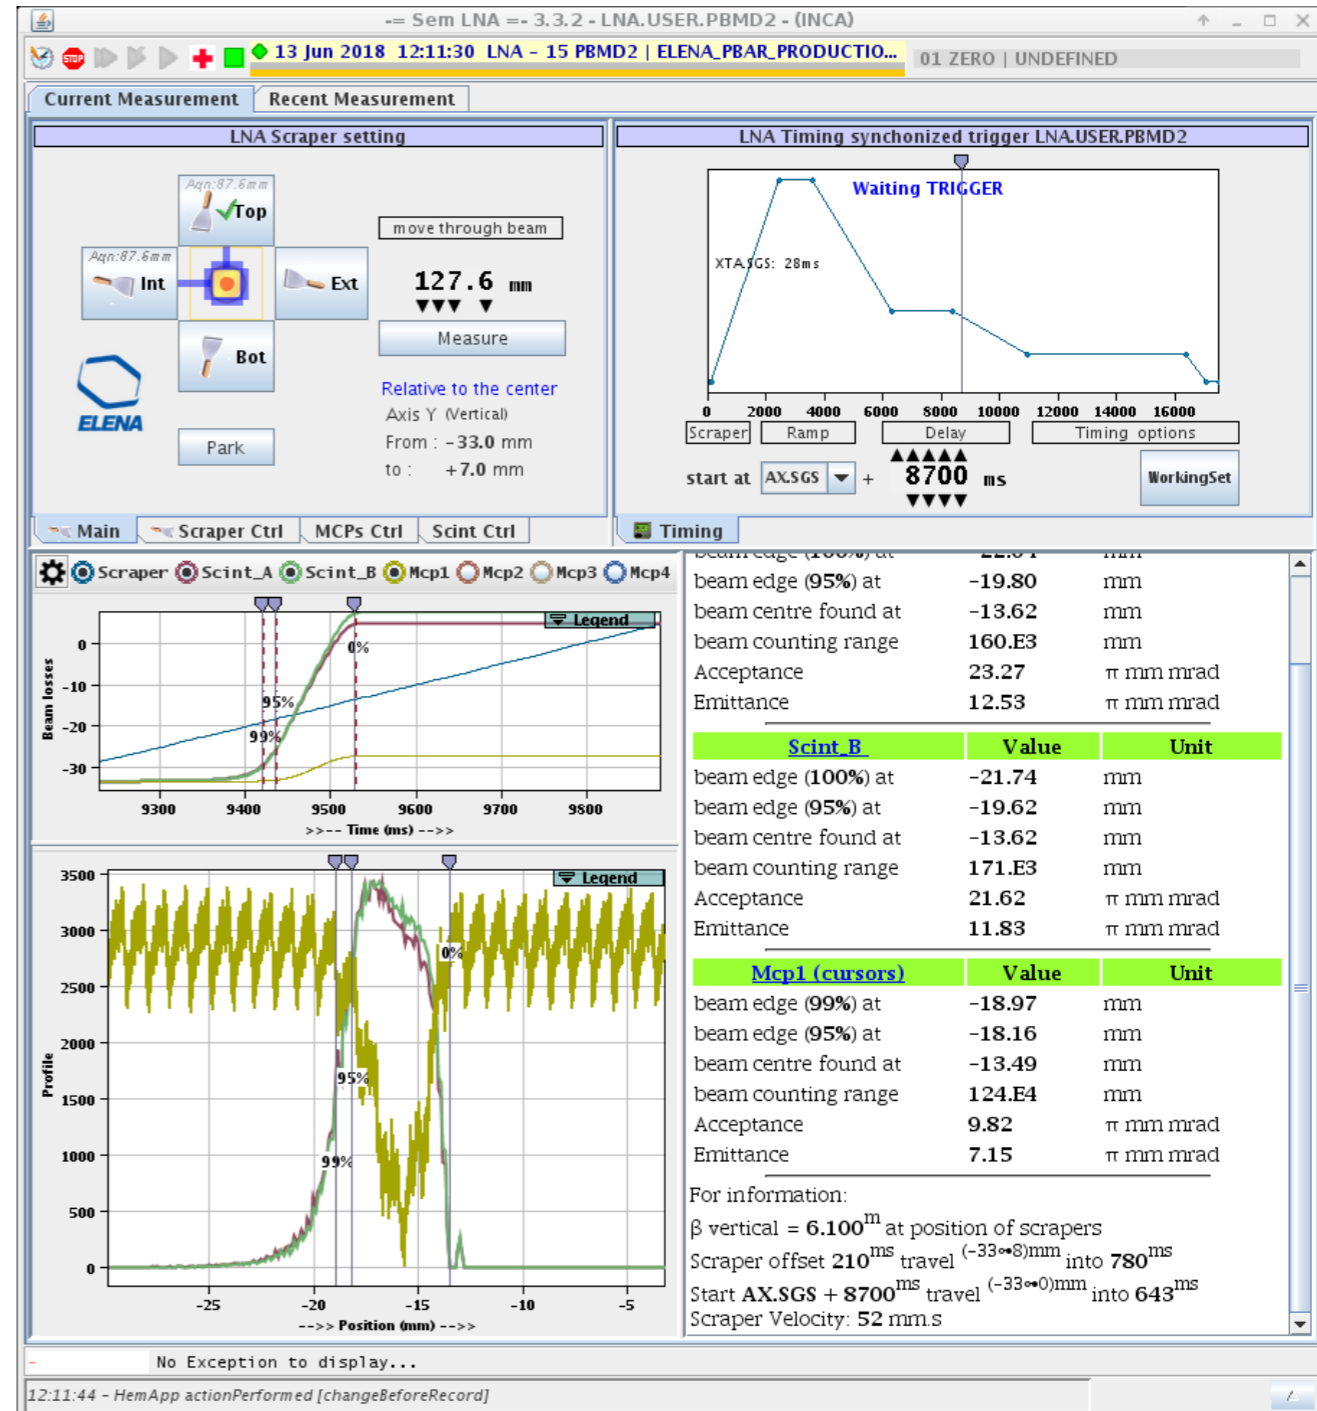 -= Sem LNA =- 3.3.2 - LNA.USER.PBMD2 - (INCA)
STOP
13 Jun 2018 12:11:30 LNA - 15 PBMD2 | ELENA_PBAR_PRODUCTIO...
01 ZERO | UNDEFINED
Current Measurement
Recent Measurement
LNA Scraper setting
Aqn:87.6mm
Top
Aqn:87.6mm
Int
Ext
Bot
ELENA
Park
move through beam
127.6 mm
Measure
Relative to the center
Axis Y (Vertical)
From : -33.0 mm
to : +7.0 mm
Main
Scraper Ctrl
MCPs Ctrl
Scint Ctrl
LNA Timing synchonized trigger LNA.USER.PBMD2
Waiting TRIGGER
XTA.SGS: 28ms
0 2000 4000 6000 8000 10000 12000 14000 16000
Scraper Ramp Delay Timing options
start at AX.SGS + 8700 ms
WorkingSet
Timing
Scraper Scint_A Scint_B Mcp1 Mcp2 Mcp3 Mcp4
Legend
0%
95%
99%
Beam losses
0
-10
-20
-30
9300 9400 9500 9600 9700 9800
>>-- Time (ms) -->>
Legend
0%
95%
99%
Profile
3500
3000
2500
2000
1500
1000
500
0
-25 -20 -15 -10 -5
-->> Position (mm) -->>
beam edge (95%) at -19.80 mm
beam centre found at -13.62 mm
beam counting range 160.E3 mm
Acceptance 23.27 π mm mrad
Emittance 12.53 π mm mrad
Scint_B Value Unit
beam edge (100%) at -21.74 mm
beam edge (95%) at -19.62 mm
beam centre found at -13.62 mm
beam counting range 171.E3 mm
Acceptance 21.62 π mm mrad
Emittance 11.83 π mm mrad
Mcp1 (cursors) Value Unit
beam edge (99%) at -18.97 mm
beam edge (95%) at -18.16 mm
beam centre found at -13.49 mm
beam counting range 124.E4 mm
Acceptance 9.82 π mm mrad
Emittance 7.15 π mm mrad
For information:
β vertical = 6.100m at position of scrapers
Scraper offset 210ms travel (-33⊶8)mm into 780ms
Start AX.SGS + 8700ms travel (-33⊶0)mm into 643ms
Scraper Velocity: 52 mm.s
- No Exception to display...
12:11:44 - HemApp actionPerformed [changeBeforeRecord]